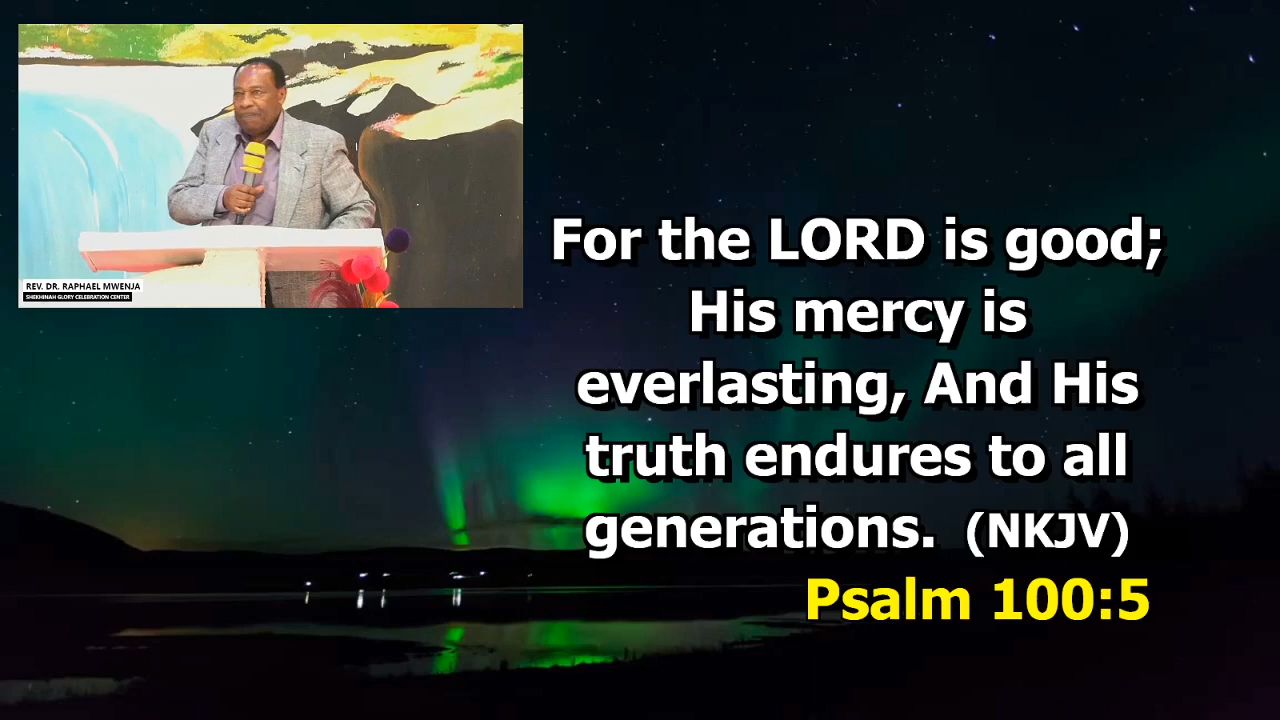 REV. DR. RAPHAEL MWENJA
SHEKHINAH GLORY CELEBRATION CENTER
For the LORD is good;
His mercy is
everlasting, And His
truth endures to all
generations. (NKJV)
Psalm 100:5